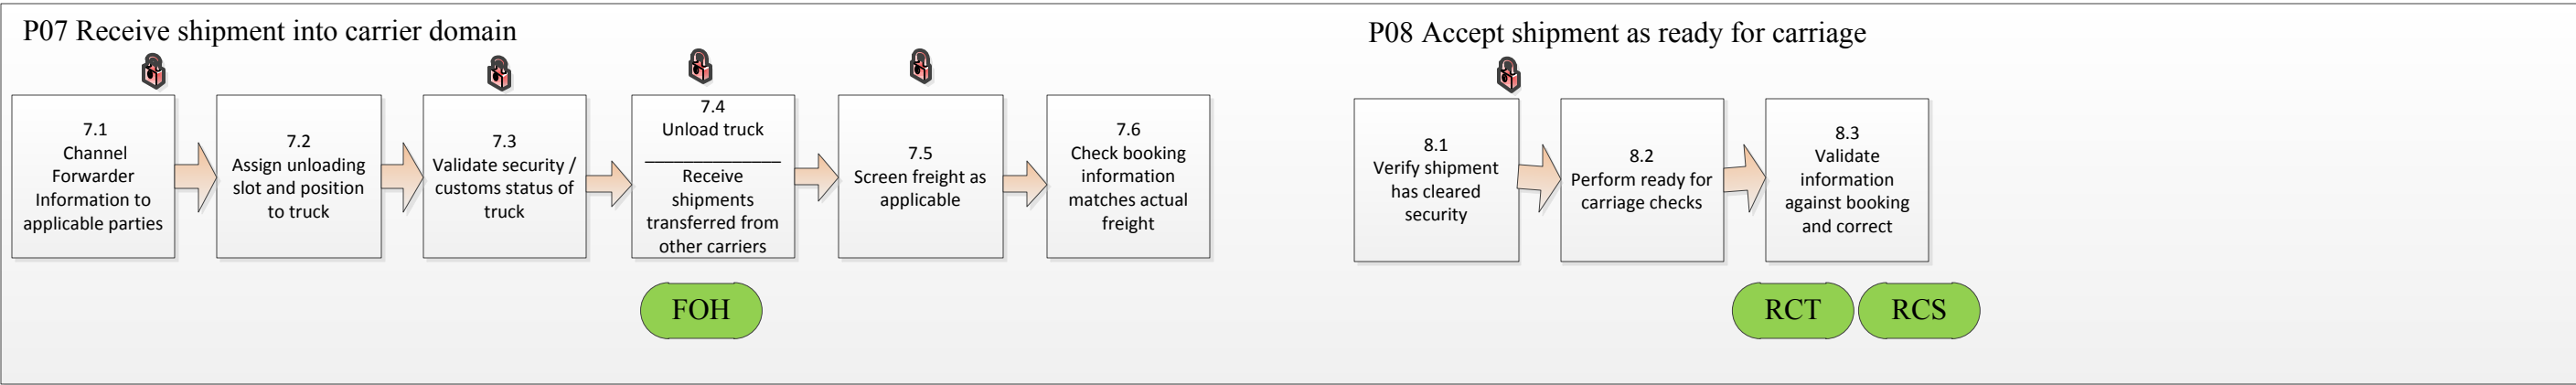 P07 Receive shipment into carrier domain
7.1
Channel
Forwarder
Information to
applicable parties
7.2
Assign unloading
slot and position
to truck
7.3
Validate security /
customs status of
truck
7.4
Unload truck
Receive
shipments
transferred from
other carriers
7.5
Screen freight as
applicable
7.6
Check booking
information
matches actual
freight
FOH
P08 Accept shipment as ready for carriage
8.1
Verify shipment
has cleared
security
8.2
Perform ready for
carriage checks
8.3
Validate
information
against booking
and correct
RCT
RCS